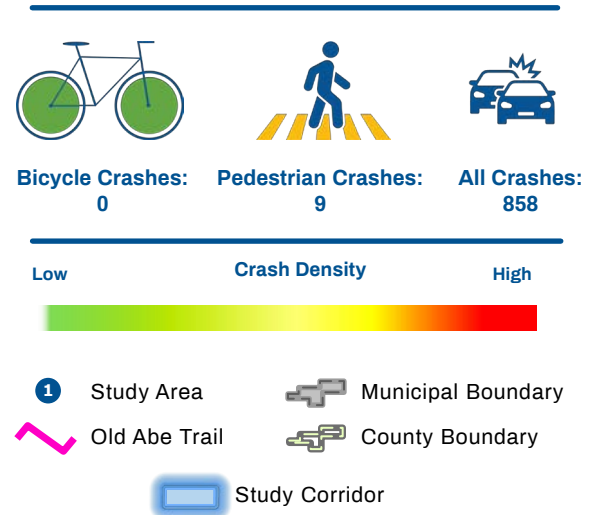 Bicycle Crashes: Pedestrian Crashes: All Crashes:
0 9 858
Low Crash Density High
1 Study Area Municipal Boundary
Old Abe Trail County Boundary
Study Corridor